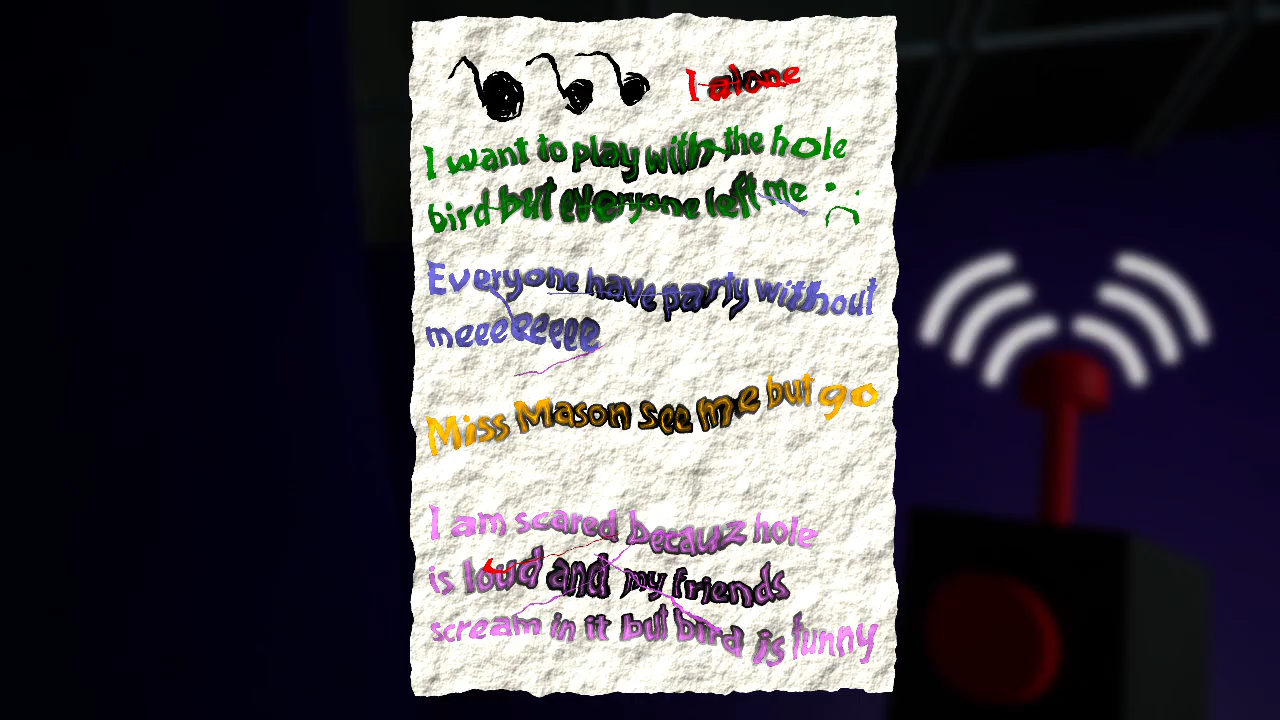 I alone
I want to play with the hole
bird but everyone left me :(
Everyone have party without
meeeeeeee
Miss Mason see me but go
I am scared becauz hole
is loud and my friends
scream in it but bird is funny